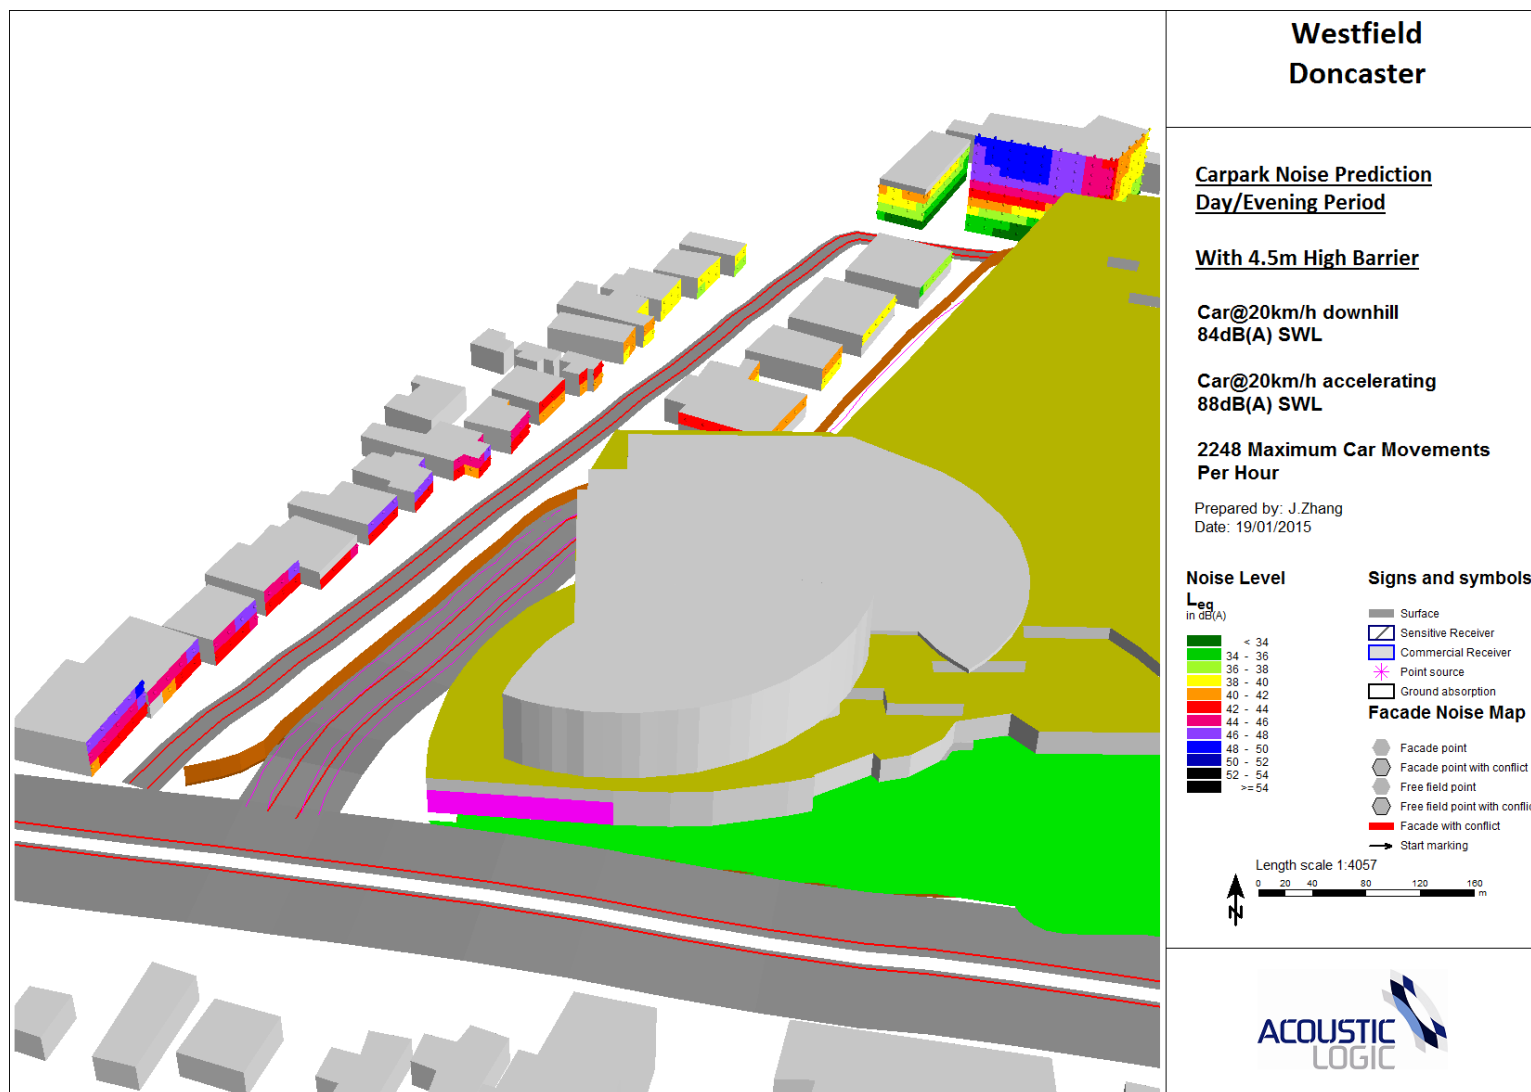 Westfield
Doncaster
Carpark Noise Prediction
Day/Evening Period
With 4.5m High Barrier
Car@20km/h downhill
84dB(A) SWL
Car@20km/h accelerating
88dB(A) SWL
2248 Maximum Car Movements
Per Hour
Prepared by: J.Zhang
Date: 19/01/2015
Noise Level
Leq
in dB(A)
< 34
34 - 36
36 - 38
38 - 40
40 - 42
42 - 44
44 - 46
46 - 48
48 - 50
50 - 52
52 - 54
>= 54
Signs and symbols
Surface
Sensitive Receiver
Commercial Receiver
Point source
Ground absorption
Facade Noise Map
Facade point
Facade point with conflict
Free field point
Free field point with conflic
Facade with conflict
Start marking
Length scale 1:4057
0 20 40 80 120 160
m
N
ACOUSTIC
LOGIC